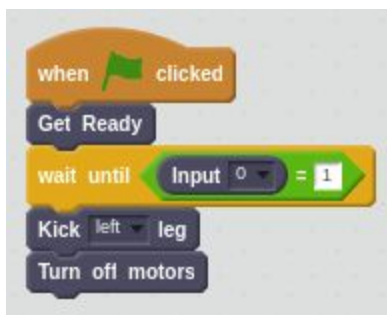 when clicked
Get Ready
wait until Input 0 = 1
Kick left leg
Turn off motors